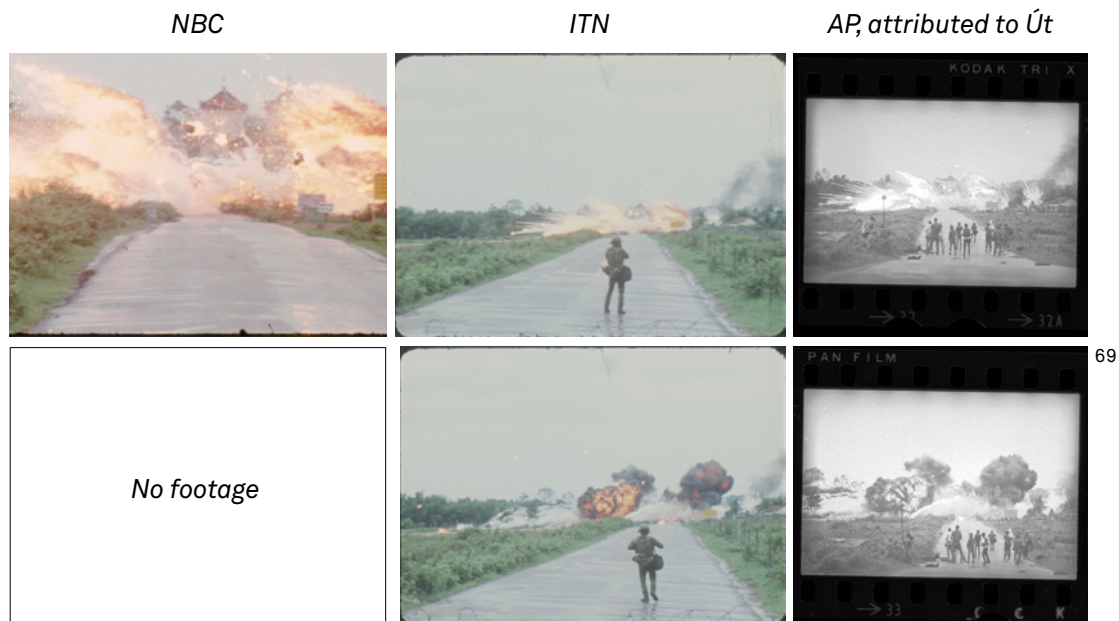 NBC
ITN
AP, attributed to Út
KODAK TRI X
→ 32
→ 32A
PAN FILM
69
No footage
→ 33